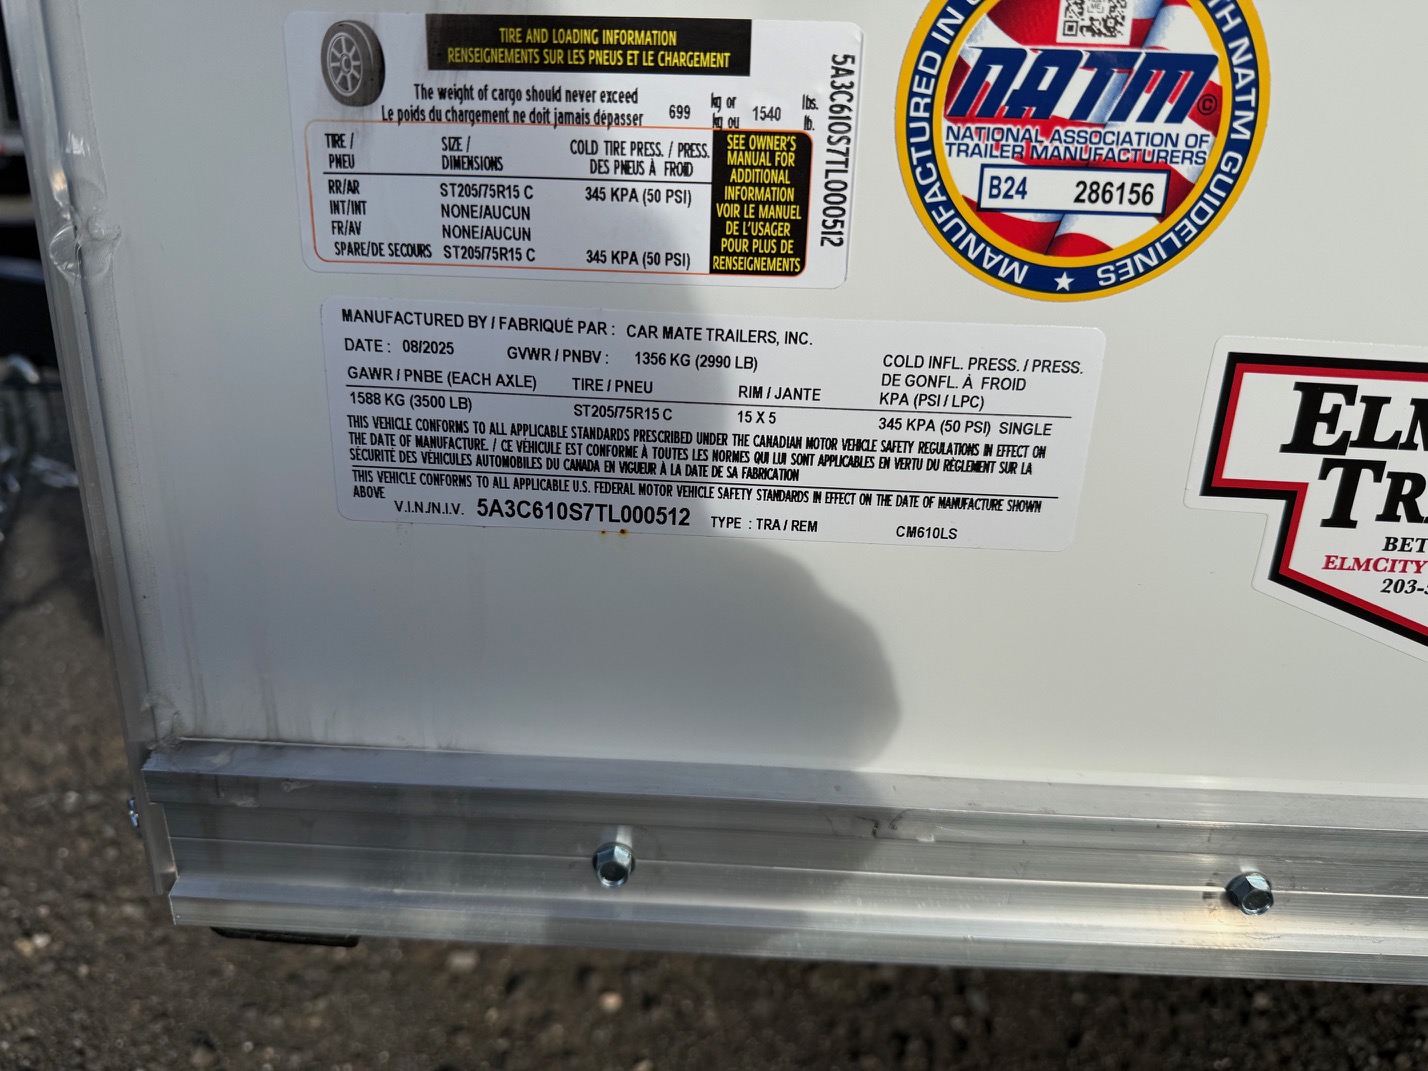 TIRE AND LOADING INFORMATION
RENSEIGNEMENTS SUR LES PNEUS ET LE CHARGEMENT
The weight of cargo should never exceed
Le poids du chargement ne doit jamais dépasser
699 kg or 1540 lbs.
kg ou lb.
TIRE / SIZE / COLD TIRE PRESS. / PRESS.
PNEU DIMENSIONS DES PNEUS À FROID
RR/AR ST205/75R15 C 345 KPA (50 PSI)
INT/INT NONE/AUCUN
FR/AV NONE/AUCUN
SPARE/DE SECOURS ST205/75R15 C 345 KPA (50 PSI)
SEE OWNER'S
MANUAL FOR
ADDITIONAL
INFORMATION
VOIR LE MANUEL
DE L'USAGER
POUR PLUS DE
RENSEIGNEMENTS
5A3C610S7TL000512
MANUFACTURED IN
WITH NATM GUIDELINES
NATM©
NATIONAL ASSOCIATION OF
TRAILER MANUFACTURERS
B24 286156
MANUFACTURED BY / FABRIQUÉ PAR : CAR MATE TRAILERS, INC.
DATE : 08/2025 GVWR / PNBV : 1356 KG (2990 LB)
COLD INFL. PRESS. / PRESS.
DE GONFL. À FROID
KPA (PSI / LPC)
GAWR / PNBE (EACH AXLE) TIRE / PNEU RIM / JANTE
1588 KG (3500 LB) ST205/75R15 C 15 X 5 345 KPA (50 PSI) SINGLE
THIS VEHICLE CONFORMS TO ALL APPLICABLE STANDARDS PRESCRIBED UNDER THE CANADIAN MOTOR VEHICLE SAFETY REGULATIONS IN EFFECT ON
THE DATE OF MANUFACTURE. / CE VÉHICULE EST CONFORME À TOUTES LES NORMES QUI LUI SONT APPLICABLES EN VERTU DU RÈGLEMENT SUR LA
SÉCURITÉ DES VÉHICULES AUTOMOBILES DU CANADA EN VIGUEUR À LA DATE DE SA FABRICATION
THIS VEHICLE CONFORMS TO ALL APPLICABLE U.S. FEDERAL MOTOR VEHICLE SAFETY STANDARDS IN EFFECT ON THE DATE OF MANUFACTURE SHOWN
ABOVE
V.I.N./N.I.V. 5A3C610S7TL000512 TYPE : TRA / REM CM610LS
ELM
TR
BET
ELMCITY
203-